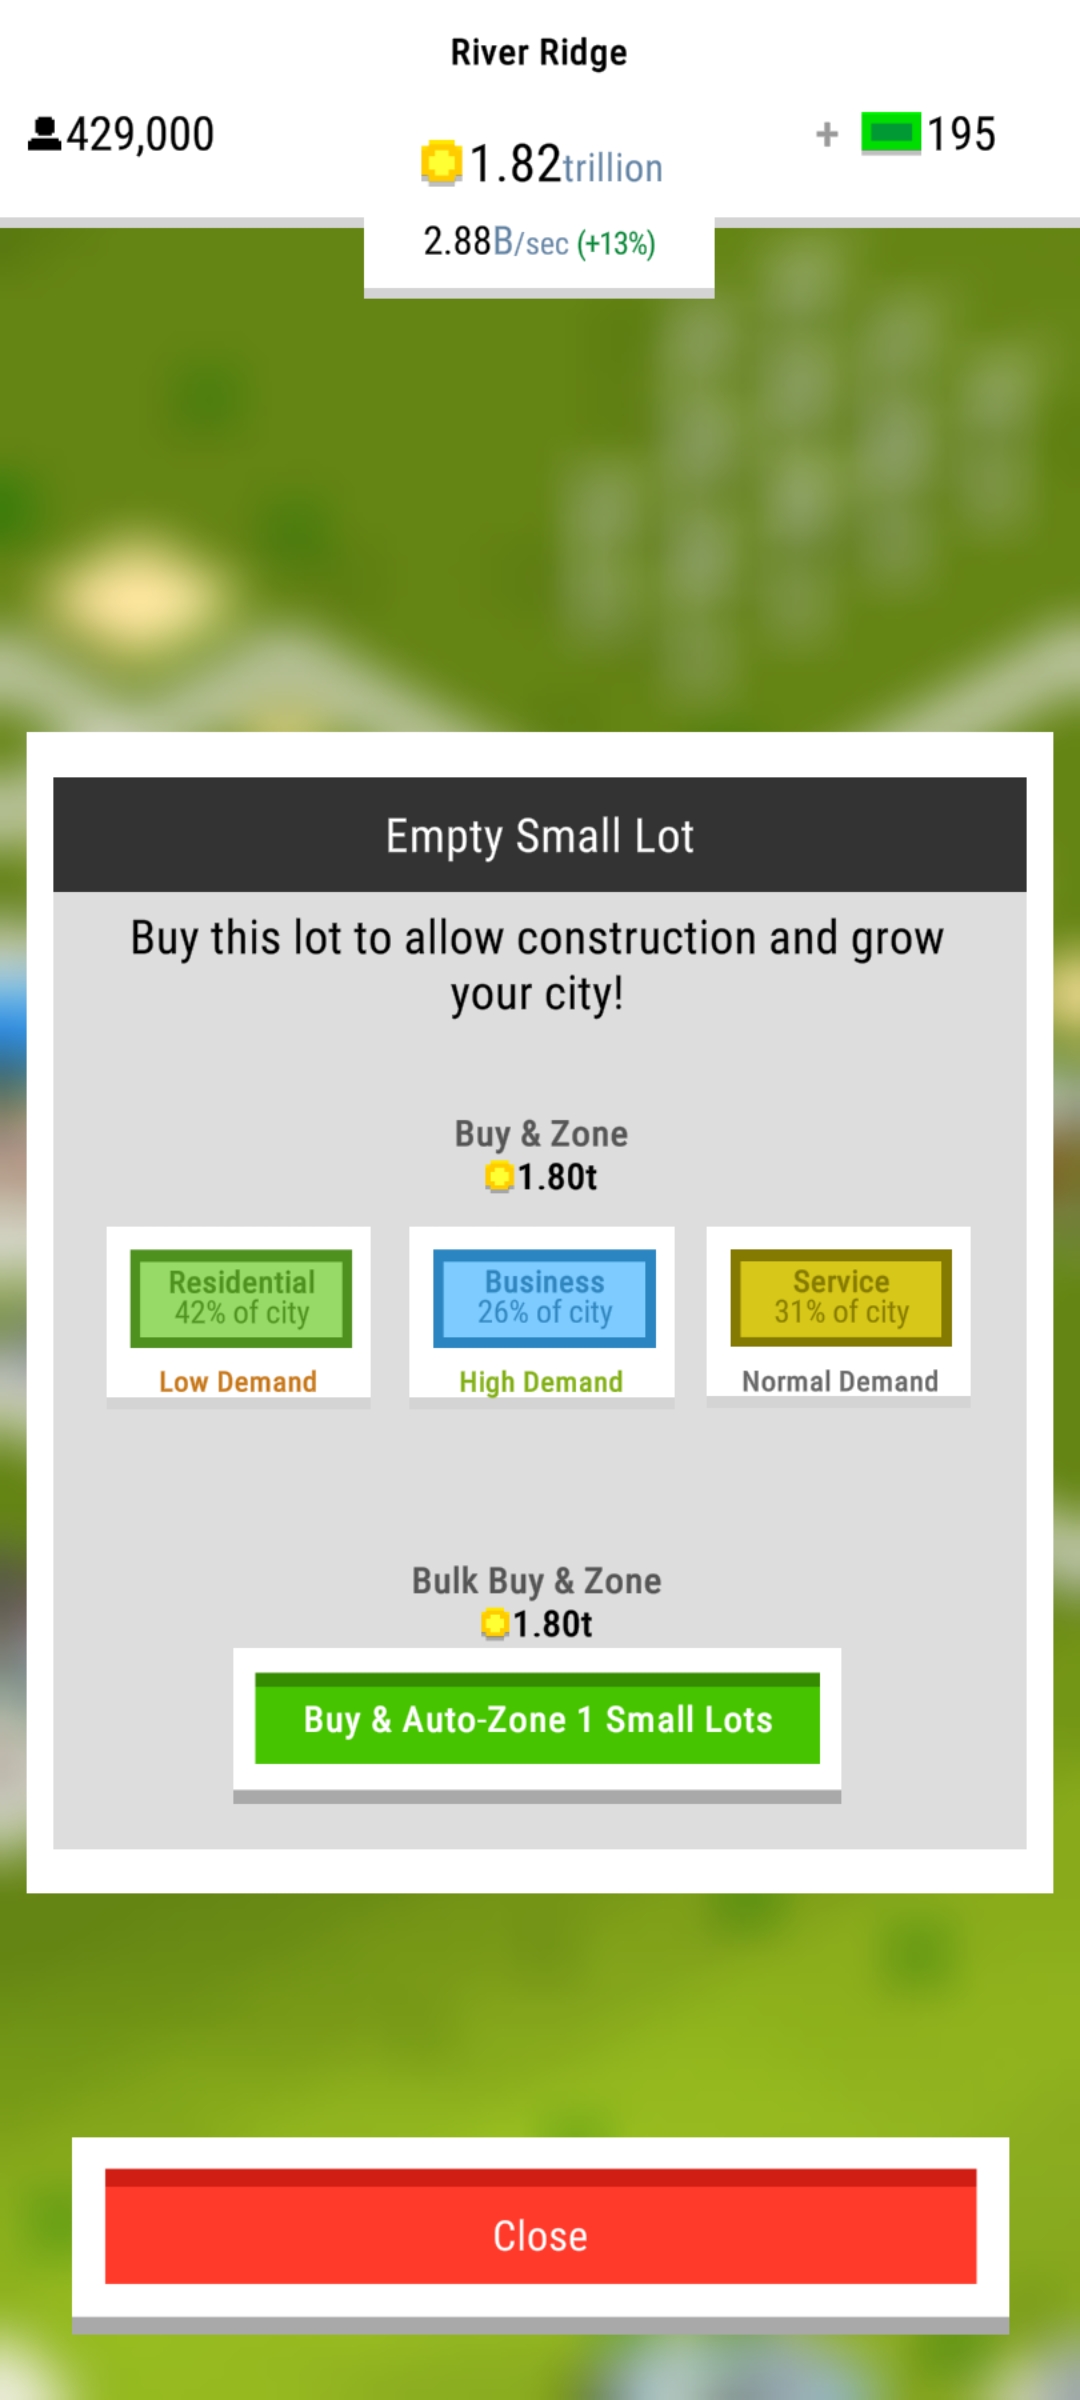 River Ridge
429,000
1.82trillion
+ 195
2.88B/sec (+13%)
Empty Small Lot
Buy this lot to allow construction and grow
your city!
Buy & Zone
1.80t
Residential
42% of city
Low Demand
Business
26% of city
High Demand
Service
31% of city
Normal Demand
Bulk Buy & Zone
1.80t
Buy & Auto-Zone 1 Small Lots
Close